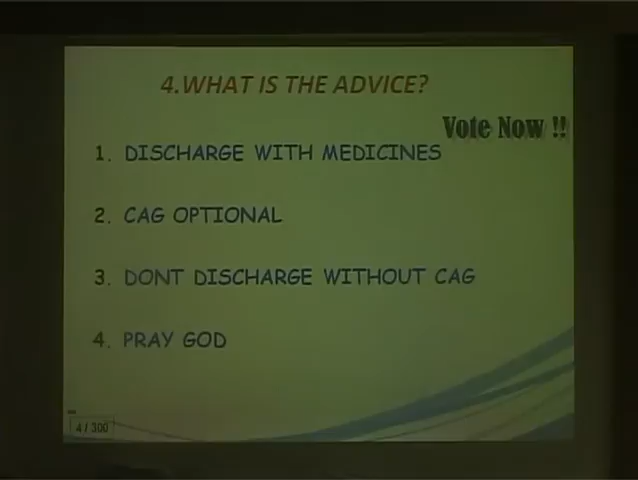 4.WHAT IS THE ADVICE?
Vote Now !!
1. DISCHARGE WITH MEDICINES
2. CAG OPTIONAL
3. DONT DISCHARGE WITHOUT CAG
4. PRAY GOD
4 / 300